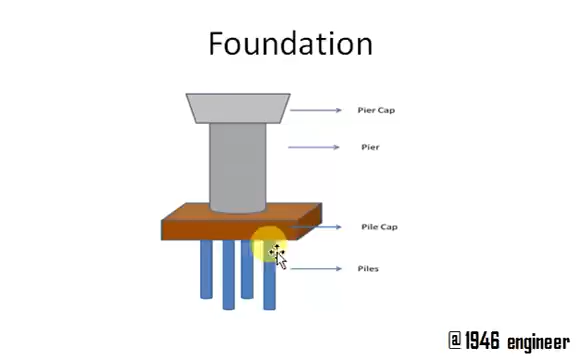 Foundation
Pier Cap
Pier
Pile Cap
Piles
@1946 engineer